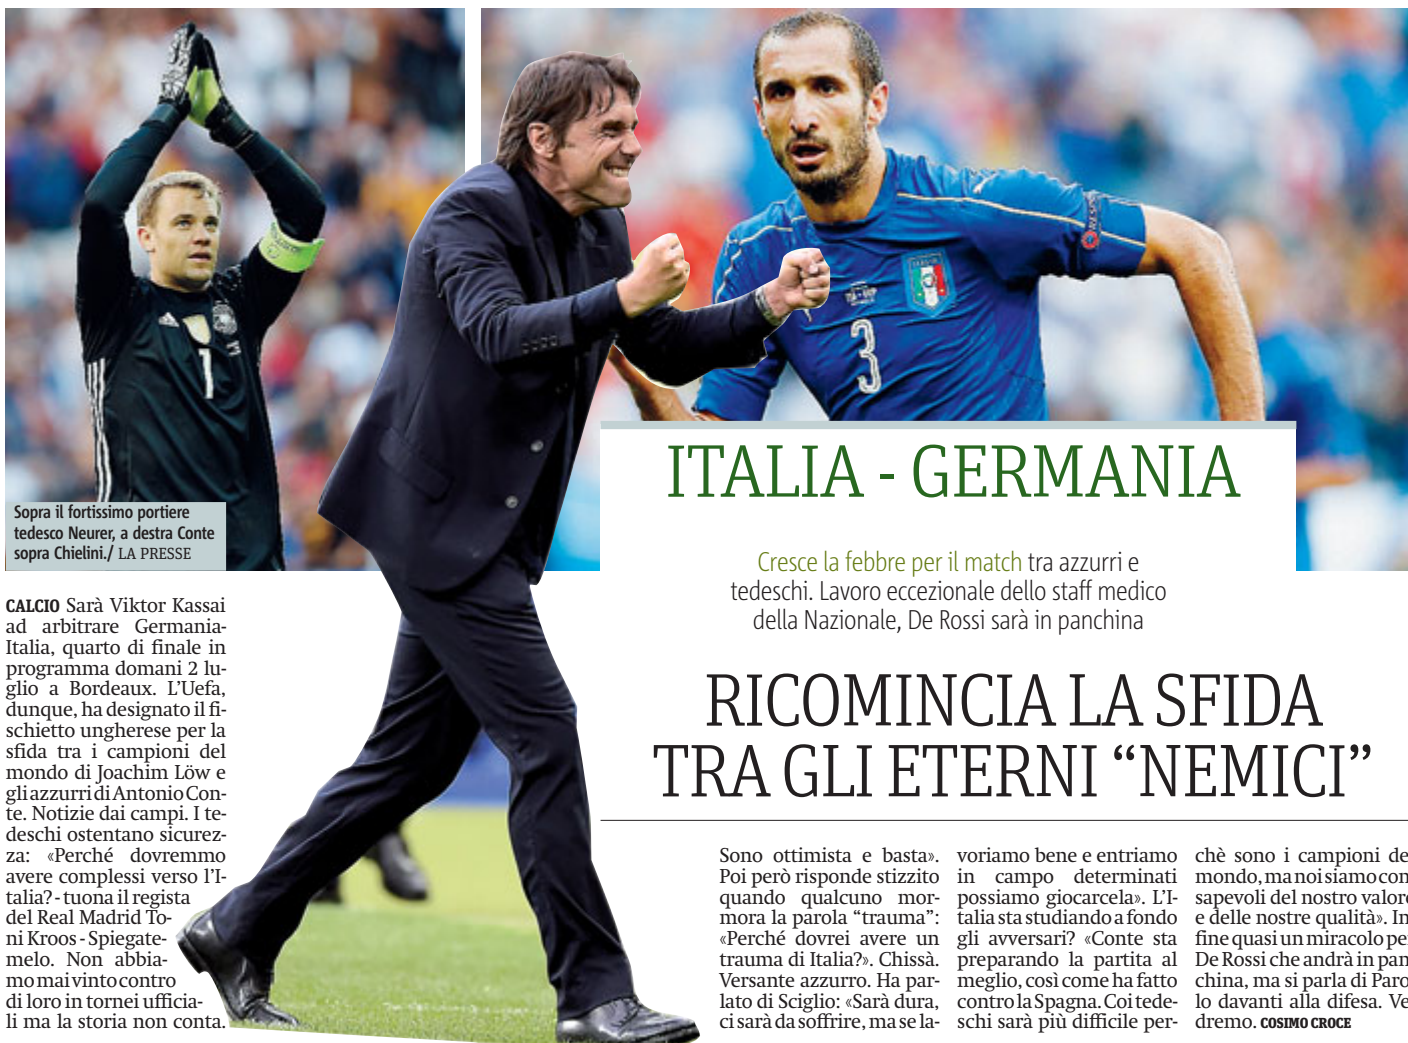 Sopra il fortissimo portiere
tedesco Neurer, a destra Conte
sopra Chielini./ LA PRESSE
1
3
RESPECT
ITALIA - GERMANIA
Cresce la febbre per il match tra azzurri e
tedeschi. Lavoro eccezionale dello staff medico
della Nazionale, De Rossi sarà in panchina
RICOMINCIA LA SFIDA
TRA GLI ETERNI “NEMICI”
CALCIO Sarà Viktor Kassai
ad arbitrare Germania-
Italia, quarto di finale in
programma domani 2 lu-
glio a Bordeaux. L’Uefa,
dunque, ha designato il fi-
schietto ungherese per la
sfida tra i campioni del
mondo di Joachim Löw e
gli azzurri di Antonio Con-
te. Notizie dai campi. I te-
deschi ostentano sicurez-
za: «Perché dovremmo
avere complessi verso l’I-
talia? - tuona il regista
del Real Madrid To-
ni Kroos - Spiegate-
melo. Non abbia-
mo mai vinto contro
di loro in tornei ufficia-
li ma la storia non conta.
Sono ottimista e basta».
Poi però risponde stizzito
quando qualcuno mor-
mora la parola “trauma”:
«Perché dovrei avere un
trauma di Italia?». Chissà.
Versante azzurro. Ha par-
lato di Sciglio: «Sarà dura,
ci sarà da soffrire, ma se la-
voriamo bene e entriamo
in campo determinati
possiamo giocarcela». L’I-
talia sta studiando a fondo
gli avversari? «Conte sta
preparando la partita al
meglio, così come ha fatto
contro la Spagna. Coi tede-
schi sarà più difficile per-
chè sono i campioni de
mondo, ma noi siamo con
sapevoli del nostro valore
e delle nostre qualità». In
fine quasi un miracolo per
De Rossi che andrà in pan
china, ma si parla di Paro
lo davanti alla difesa. Ve
dremo. COSIMO CROCE